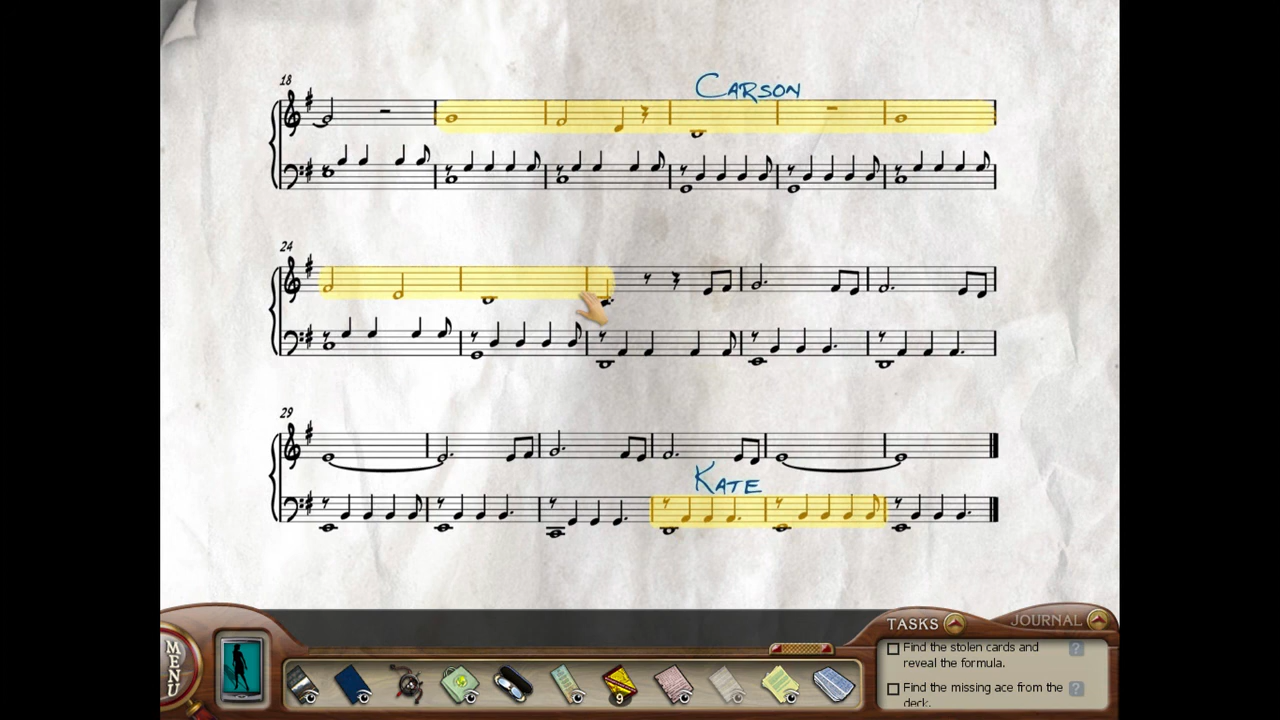 18
CARSON
24
29
KATE
MENU
9
TASKS
JOURNAL
Find the stolen cards and
reveal the formula.
?
Find the missing ace from the
deck.
?